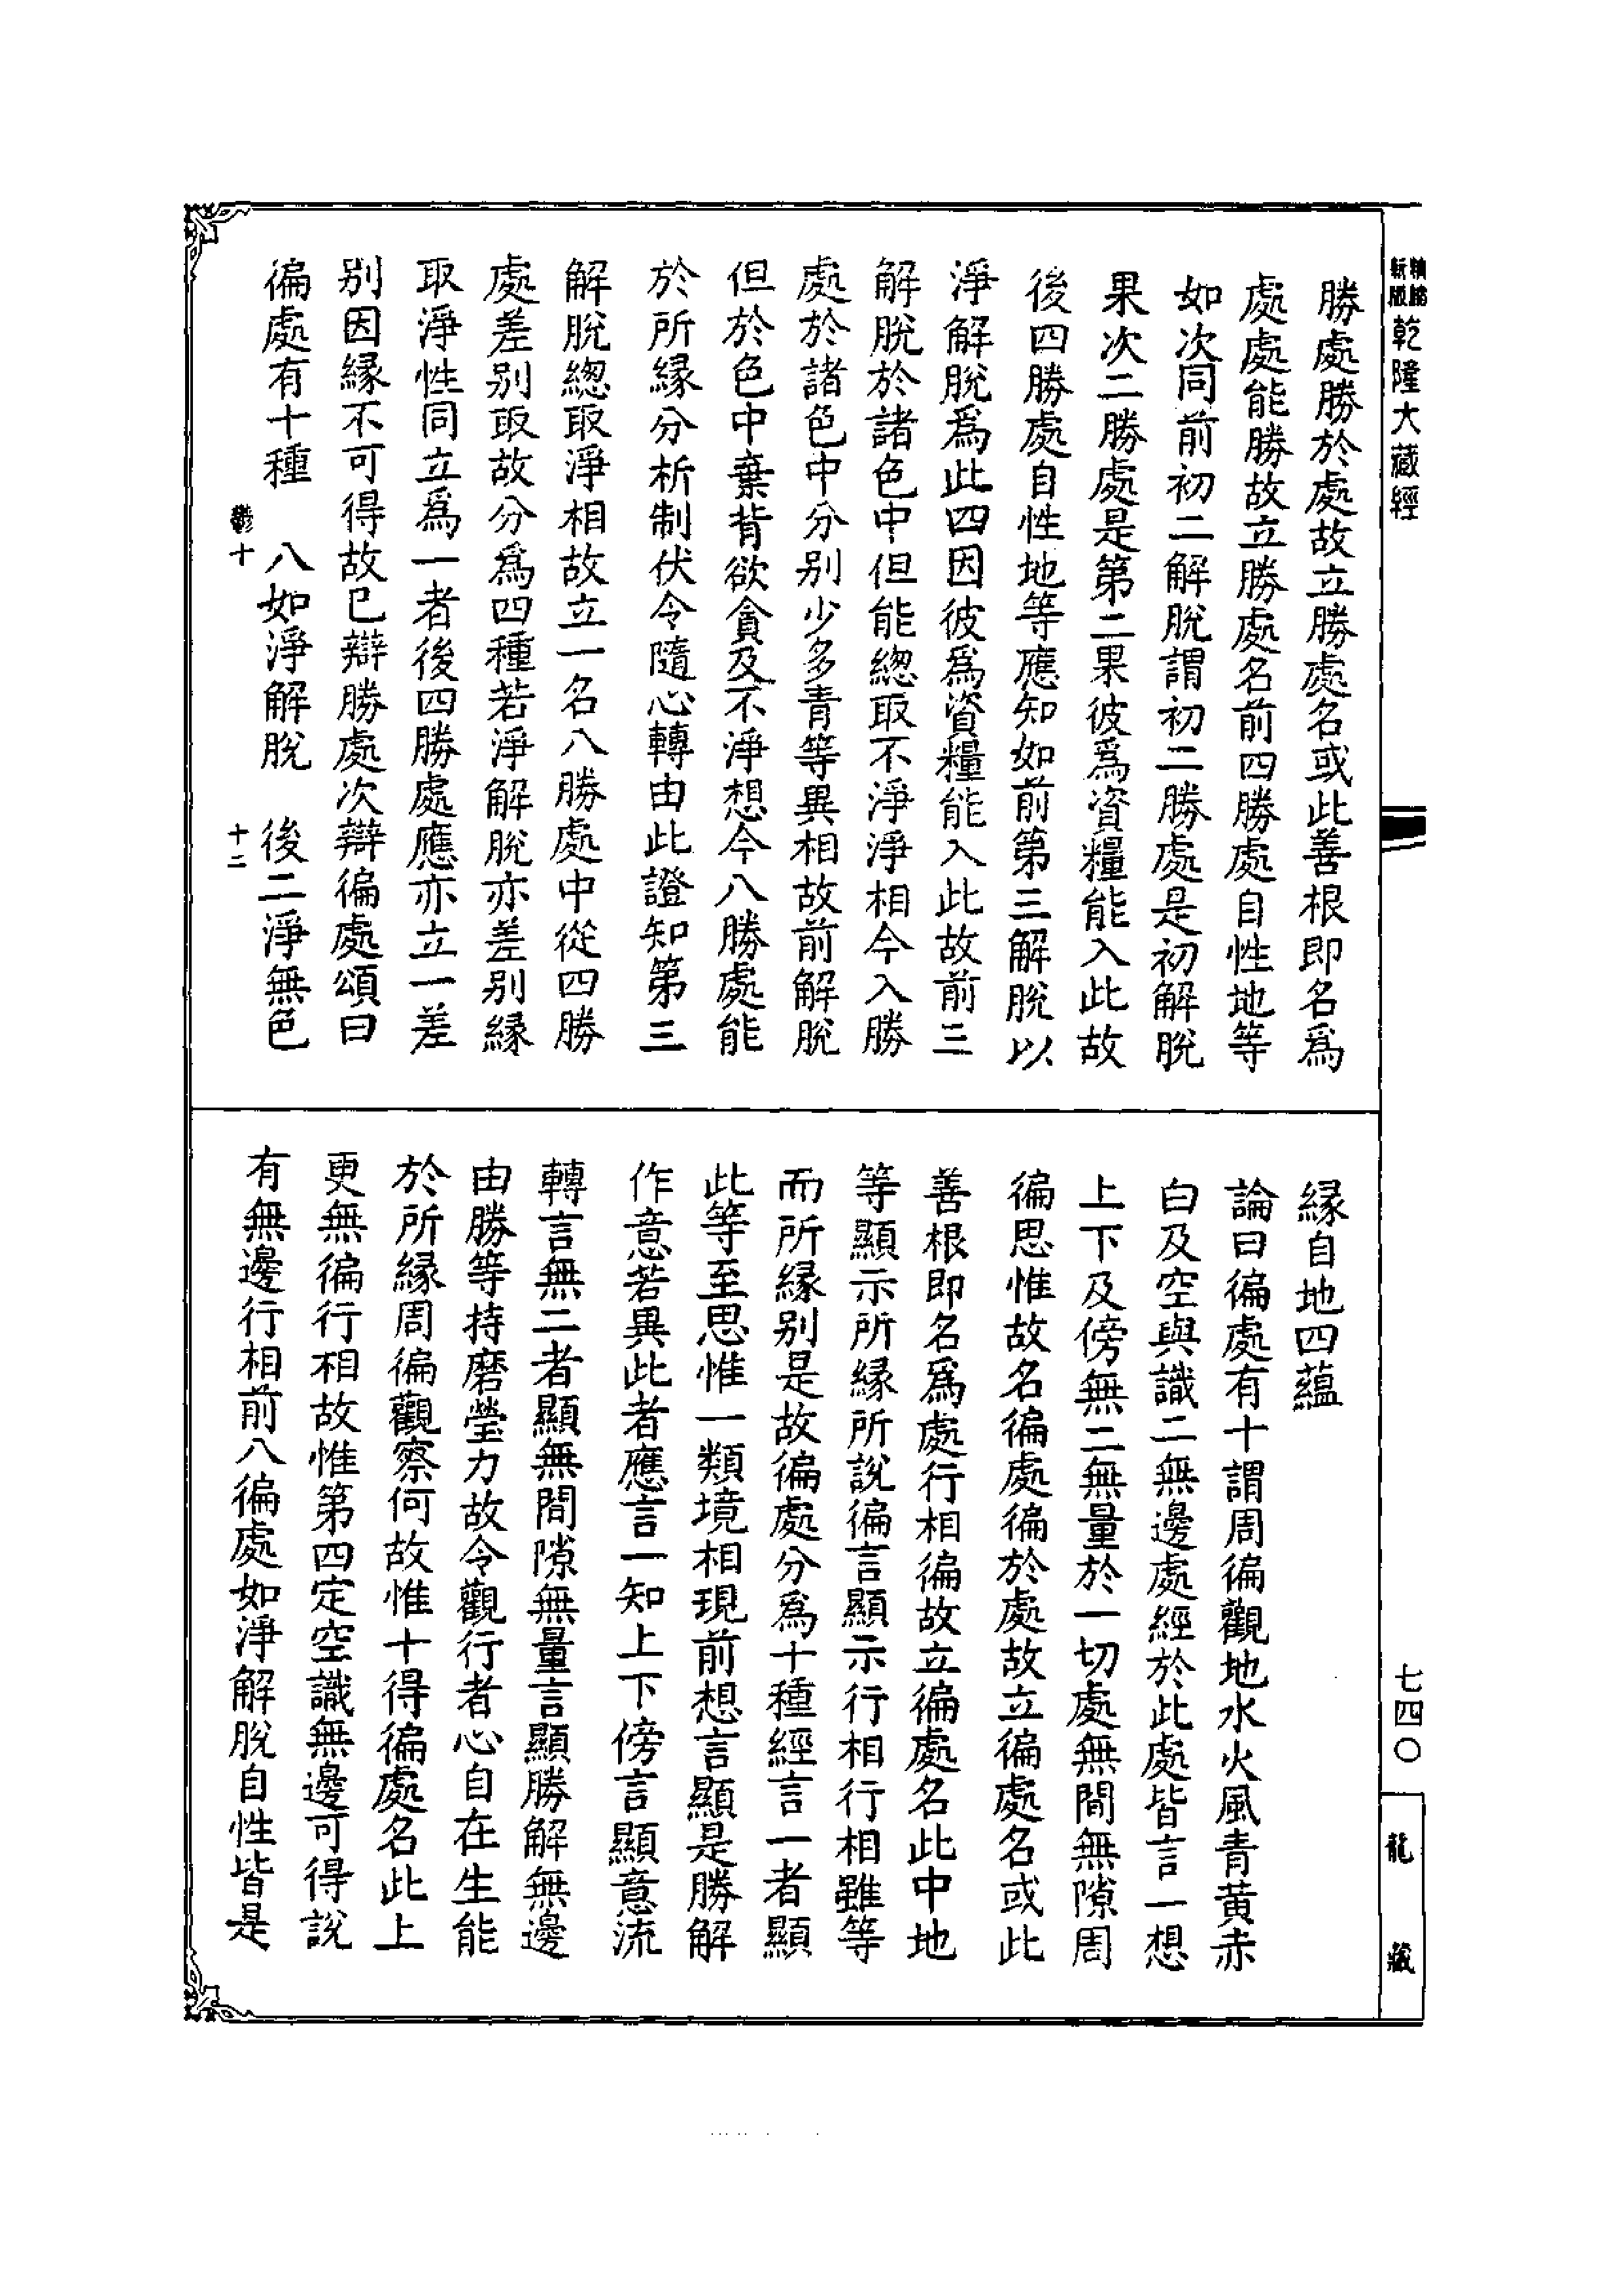 乾隆大藏經
勝處勝於處故立勝處名或此善根即名爲
處處能勝故立勝處名前四勝處自性地等
如次同前初二解脫謂初二勝處是初解脫
果次二勝處是第二果彼爲資糧能入此故
後四勝處自性地等應知如前第三解脫以
淨解脫爲此四因彼爲資糧能入此故前三
解脫於諸色中但能總取不淨淨相今入勝
處於諸色中分別少多青等異相故前解脫
但於色中棄背欲貪及不淨想今八勝處能
於所緣分析制伏令隨心轉由此證知第三
解脫總取淨相故立一名八勝處中從四勝
處差別取故分爲四種若淨解脫亦差別緣
取淨性同立爲一者後四勝處應亦立一差
別因緣不可得故已辯勝處次辯徧處頌曰
徧處有十種　八如淨解脫　後二淨無色
鬱十　十二
緣自地四蘊
論曰徧處有十謂周徧觀地水火風青黃赤
白及空與識二無邊處經於此處皆言一想
上下及傍無二無量於一切處無間無隙周
徧思惟故名徧處徧於處故立徧處名或此
善根即名爲處行相徧故立徧處名此中地
等顯示所緣所說徧言顯示行相行相雖等
而所緣別是故徧處分爲十種經言一者顯
此等至思惟一類境相現前想言顯是勝解
作意若異此者應言一知上下傍言顯意流
轉言無二者顯無間隙無量言顯勝解無邊
由勝等持磨瑩力故令觀行者心自在生能
於所緣周徧觀察何故惟十得徧處名此上
更無徧行相故惟第四定空識無邊可得說
有無邊行相前八徧處如淨解脫自性皆是
七四〇
龍藏